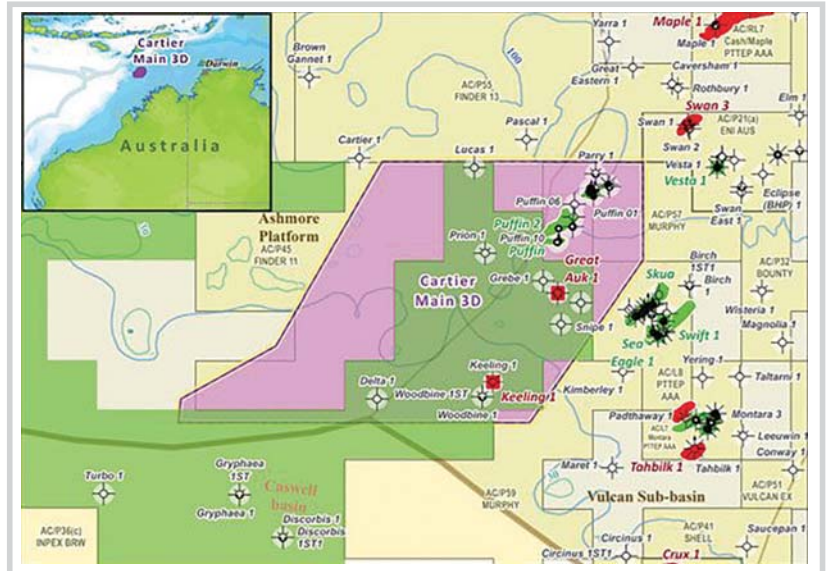 Cartier
Main 3D
Darwin
Australia
Brown
Gannet 1
Cartier 1
Lucas 1
Pascal 1
100
AC/P55
FINDER 13
Yarra 1
Great
Eastern 1
Maple 1
Maple 1
AC/RL7
Cash/Maple
PTTEP AAA
Caversham 1
Rothbury 1
Elm 1
Swan 3
Swan 1
AC/P21(a)
ENI AUS
Swan 2
Vesta 1
Vesta 1
Swan
East 1
Eclipse
(BHP) 1
Parry 1
Puffin 06
Puffin 01
Puffin 2
Puffin 10
Puffin
AC/P57
MURPHY
Ashmore
Platform
AC/P45
FINDER 11
50
Prion 1
Great
Auk 1
Grebe 1
Cartier
Main 3D
Snipe 1
Skua
Birch
1ST1
Birch
1
AC/P32
BOUNTY
Wisteria 1
Magnolia 1
Sea
Eagle 1
Swift 1
Yering 1
Taltarni 1
AC/L8
PTTEP
AAA
Keeling 1
Delta 1
Woodbine 1ST
Keeling 1
Woodbine 1
Kimberley 1
Padthaway 1
Montara 3
AC/L7
Montara
PTTEP AAA
Leeuwin 1
Conway 1
Maret 1
Tahbilk 1
Tahbilk 1
50
Turbo 1
Gryphaea
1ST
Gryphaea 1
Caswell
basin
AC/P59
MURPHY
Vulcan Sub-basin
AC/P51
VULCAN EX
Discorbis 1
Discorbis
1ST1
AC/P36(c)
INPEX BRW
AC/P41
SHELL
Circinus 1
Circinus 1ST1
Crux 1
Saucepan 1